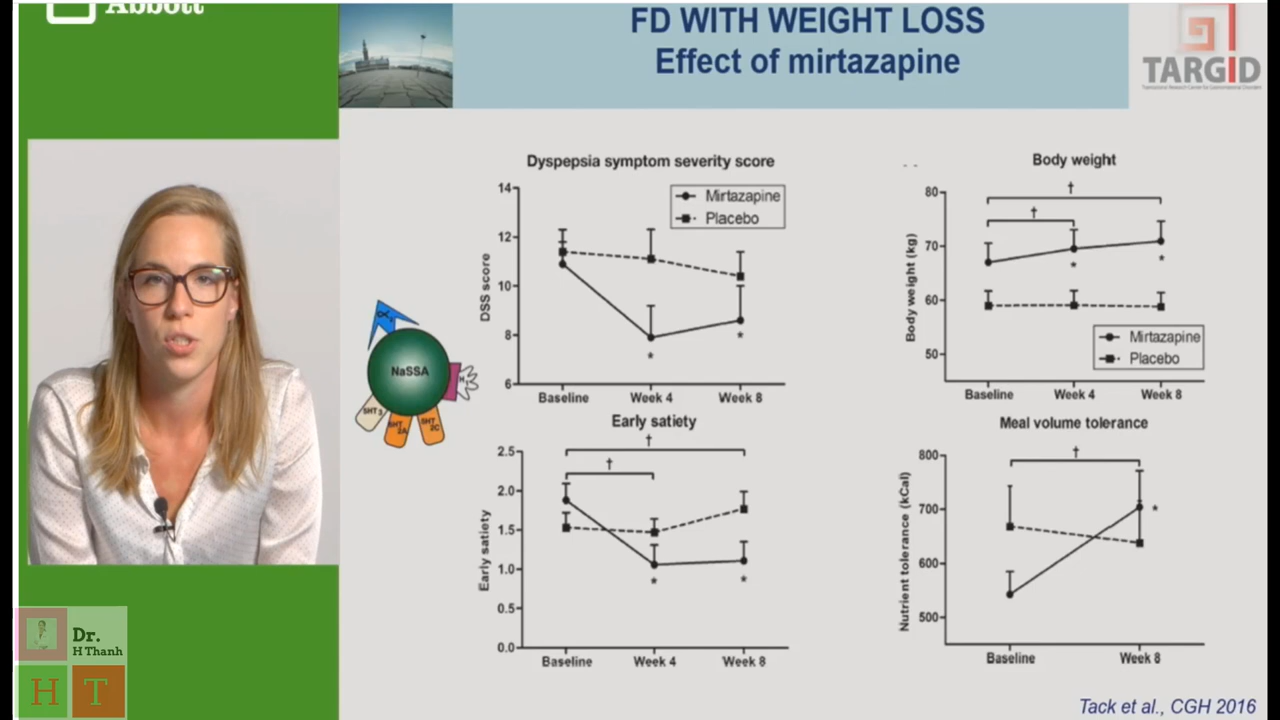 Abbott
FD WITH WEIGHT LOSS
Effect of mirtazapine
TARGID
Dyspepsia symptom severity score
Mirtazapine
Placebo
DSS score
14
12
10
8
6
Baseline
Week 4
Week 8
*
*
Body weight
Body weight (kg)
80
70
60
50
†
†
*
*
Mirtazapine
Placebo
Baseline
Week 4
Week 8
NaSSA
5HT3
5HT
2A
5HT
2C
Early satiety
Early satiety
2.5
2.0
1.5
1.0
0.5
0.0
†
†
*
*
Baseline
Week 4
Week 8
Meal volume tolerance
Nutrient tolerance (kCal)
800
700
600
500
†
*
Baseline
Week 8
Dr.
H Thanh
H T
Tack et al., CGH 2016